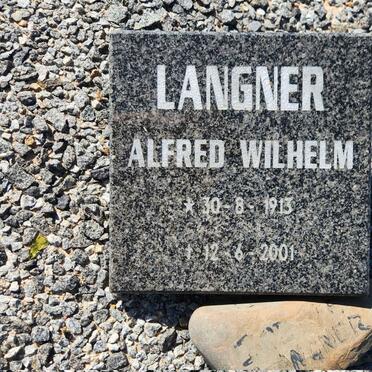 LANGNER
ALFRED WILHELM
* 10-8-1913
† 12-6-2001